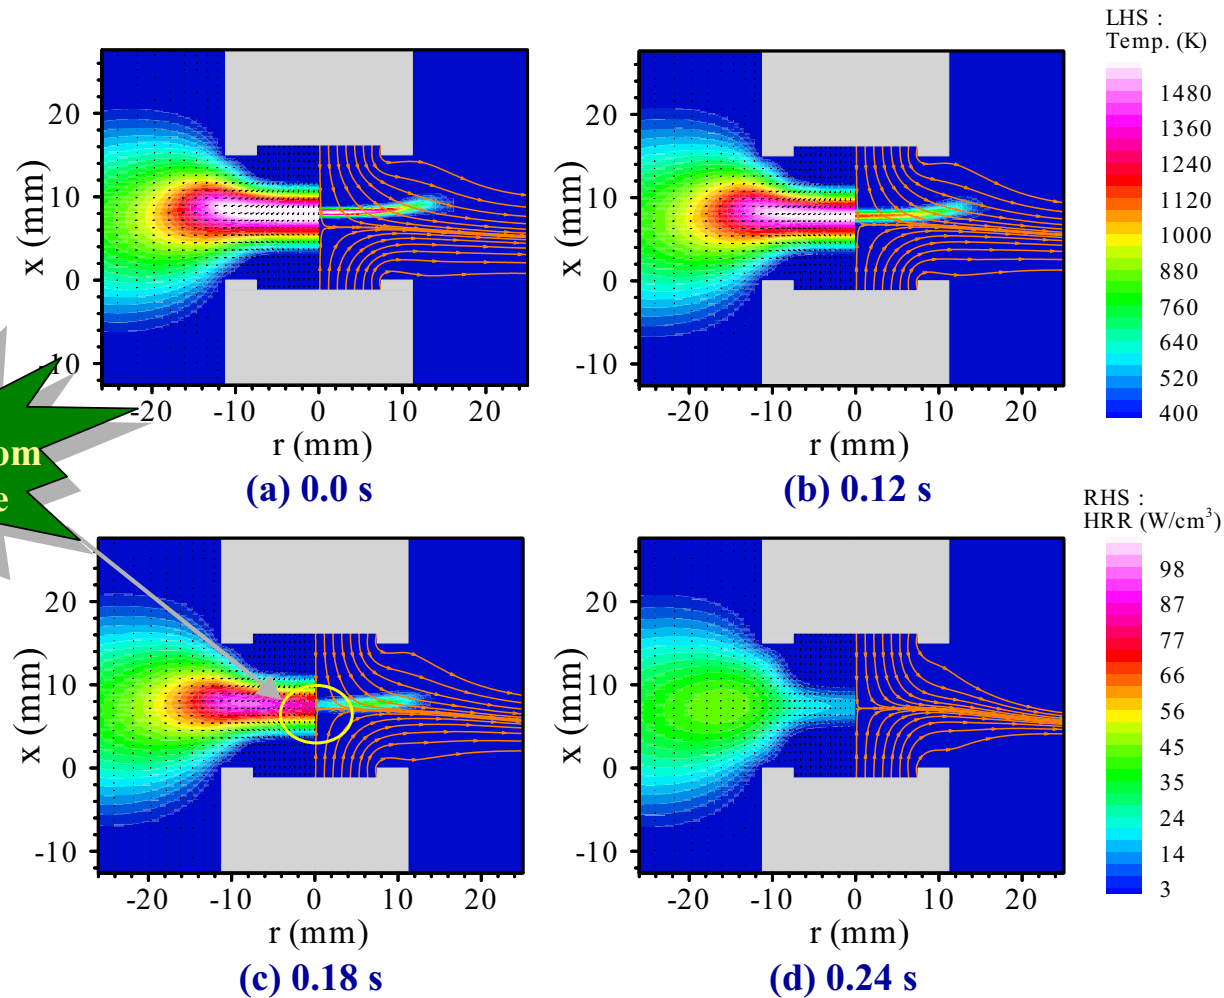 LHS :
Temp. (K)
1480
1360
1240
1120
1000
880
760
640
520
400
20
10
0
-10
x (mm)
-20 -10 0 10 20
r (mm)
(a) 0.0 s
20
10
0
-10
x (mm)
-20 -10 0 10 20
r (mm)
(b) 0.12 s
RHS :
HRR (W/cm³)
98
87
77
66
56
45
35
24
14
3
20
10
0
-10
x (mm)
-20 -10 0 10 20
r (mm)
(c) 0.18 s
20
10
0
-10
x (mm)
-20 -10 0 10 20
r (mm)
(d) 0.24 s